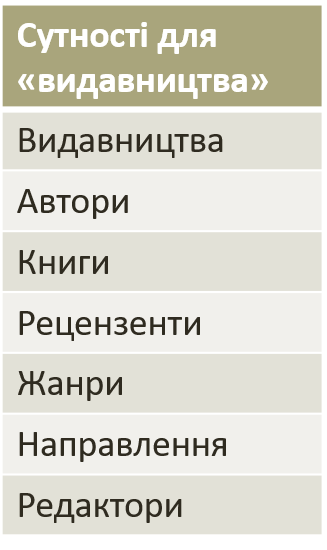 Сутності для
«видавництва»
Видавництва
Автори
Книги
Рецензенти
Жанри
Направлення
Редактори